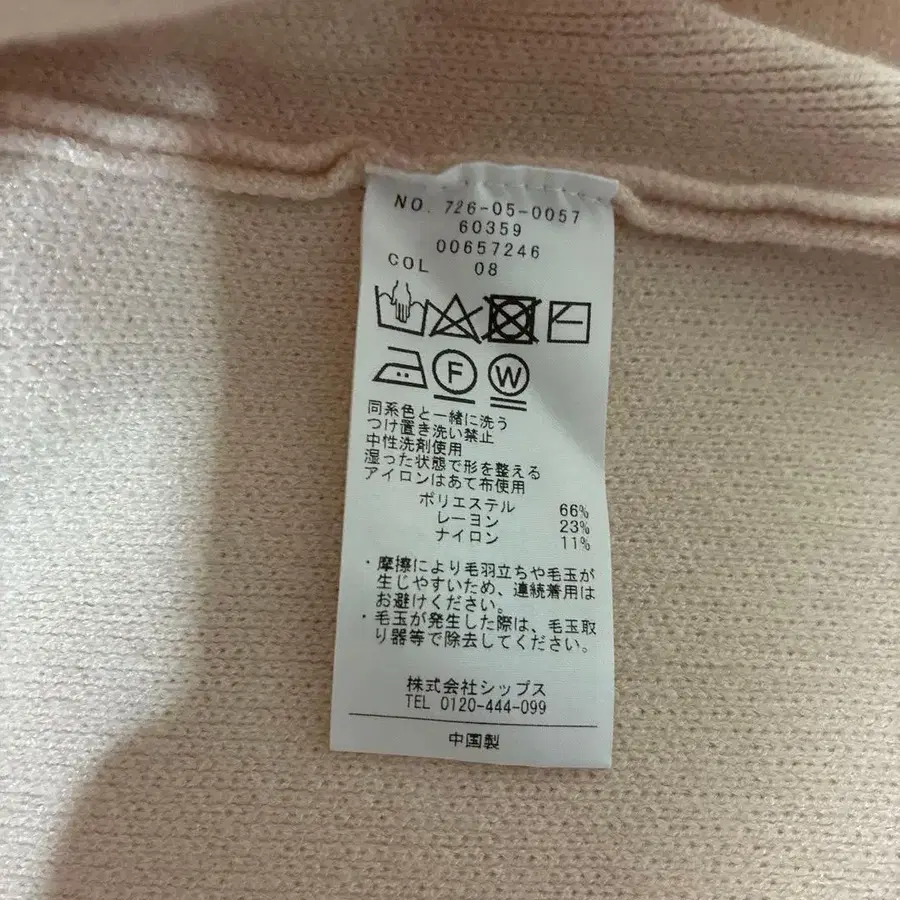 NO. 726-05-0057
60359
00657246
COL 08
F W
同系色と一緒に洗う
つけ置き洗い禁止
中性洗剤使用
湿った状態で形を整える
アイロンはあて布使用
ポリエステル 66%
レーヨン 23%
ナイロン 11%
・摩擦により毛羽立ちや毛玉が
生じやすいため、連続着用は
お避けください。
・毛玉が発生した際は、毛玉取
り器等で除去してください。
株式会社シップス
TEL 0120-444-099
中国製